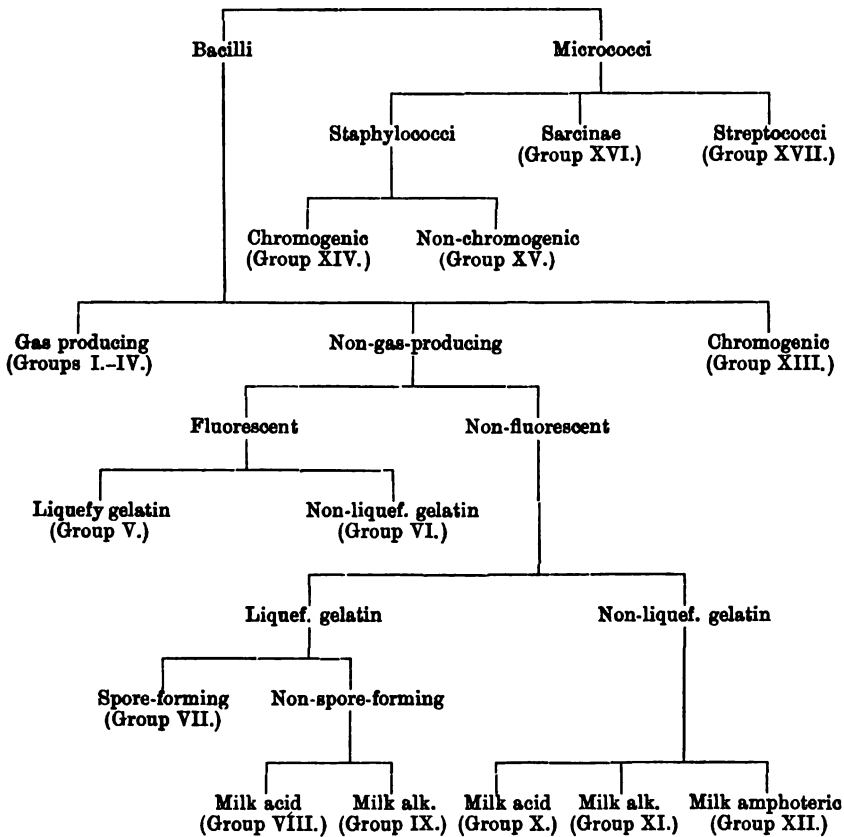 Bacilli
Micrococci
Staphylococci
Sarcinae
(Group XVI.)
Streptococci
(Group XVII.)
Chromogenic
(Group XIV.)
Non-chromogenic
(Group XV.)
Gas producing
(Groups I.–IV.)
Non-gas-producing
Chromogenic
(Group XIII.)
Fluorescent
Non-fluorescent
Liquefy gelatin
(Group V.)
Non-liquef. gelatin
(Group VI.)
Liquef. gelatin
Non-liquef. gelatin
Spore-forming
(Group VII.)
Non-spore-forming
Milk acid
(Group VIII.)
Milk alk.
(Group IX.)
Milk acid
(Group X.)
Milk alk.
(Group XI.)
Milk amphoteric
(Group XII.)